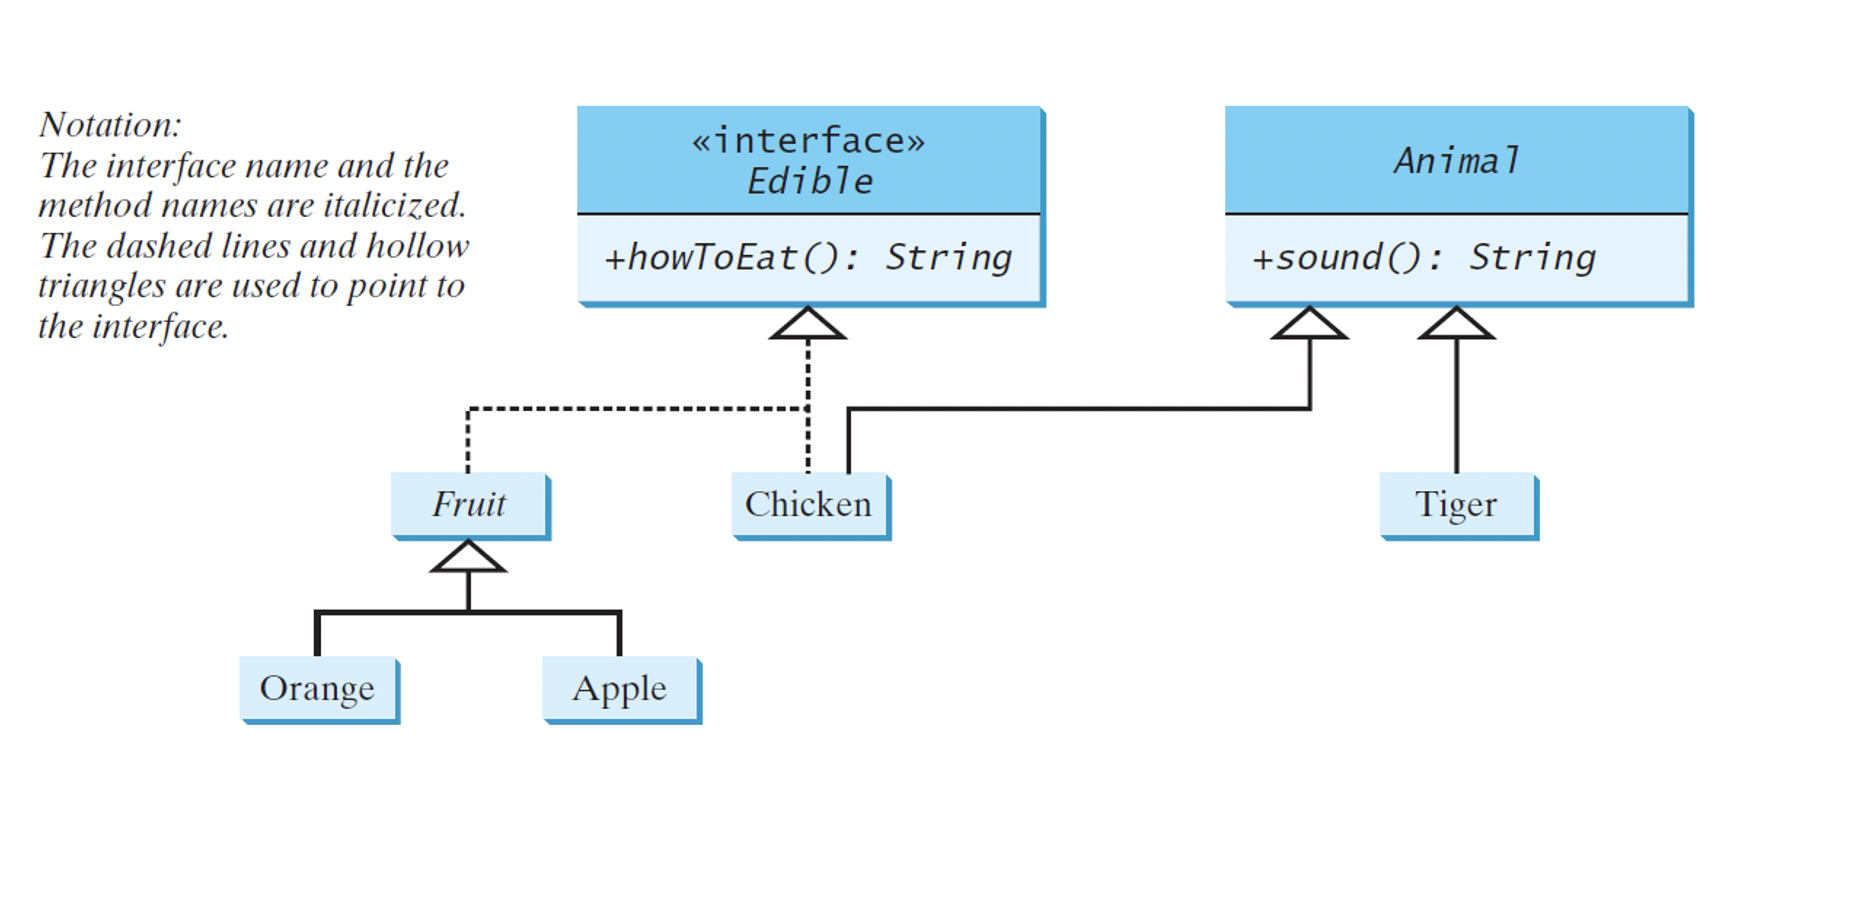 Notation:
The interface name and the
method names are italicized.
The dashed lines and hollow
triangles are used to point to
the interface.
«interface»
Edible
+howToEat(): String
Animal
+sound(): String
Fruit
Chicken
Tiger
Orange
Apple